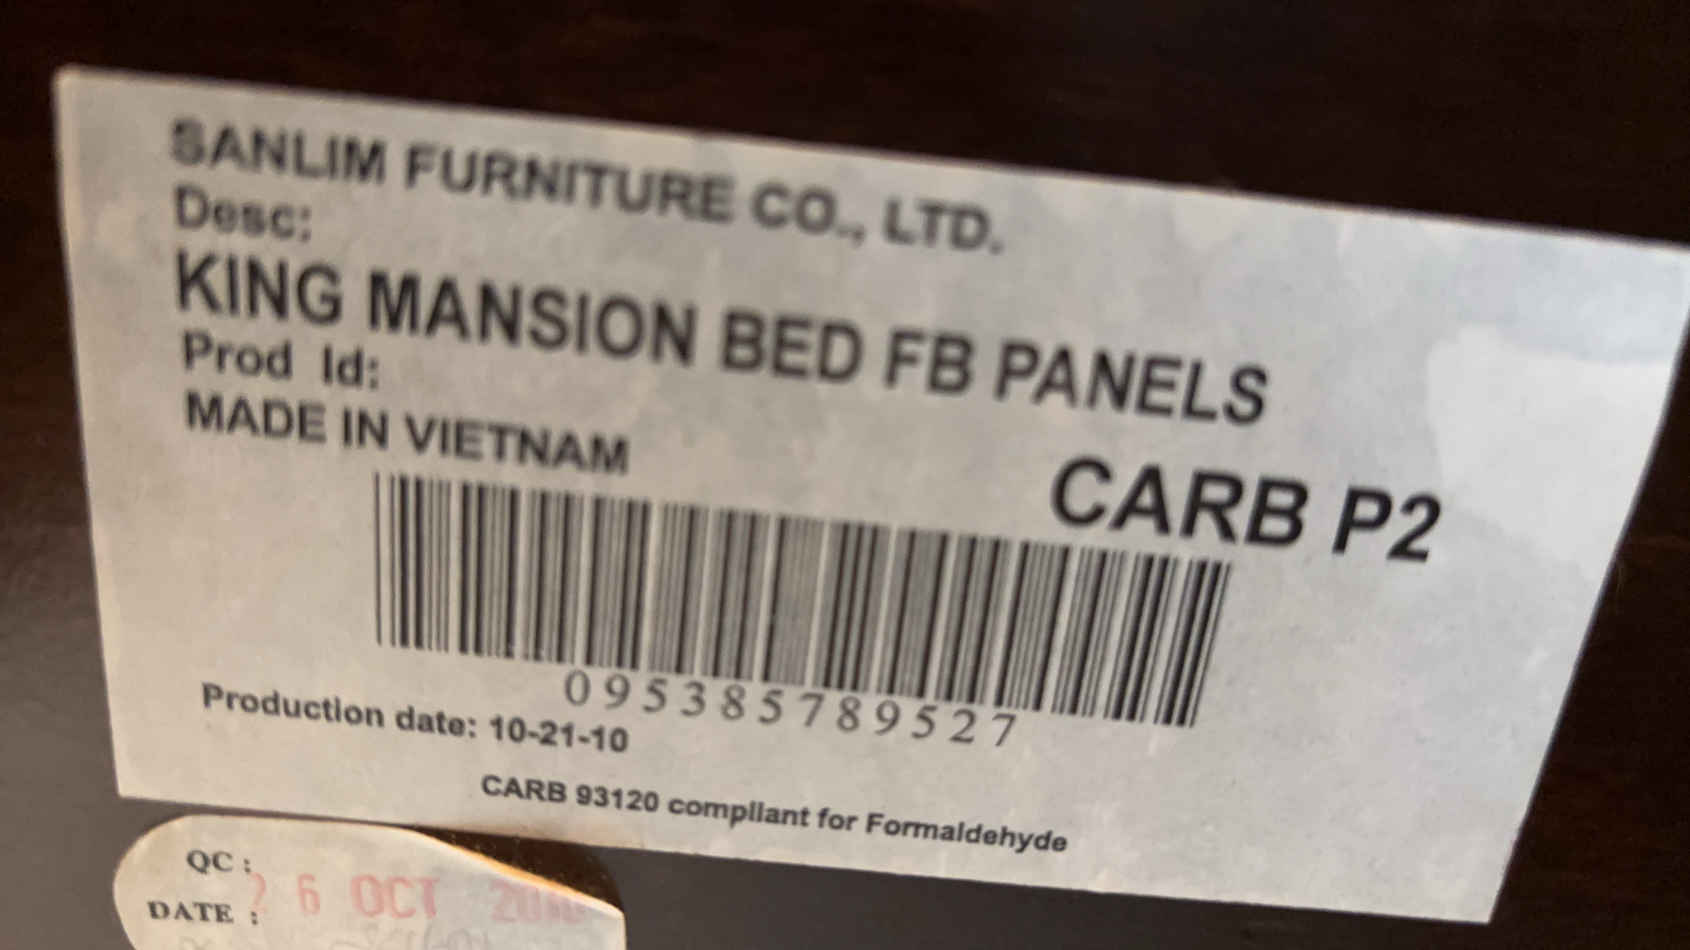 SANLIM FURNITURE CO., LTD.
Desc:
KING MANSION BED FB PANELS
Prod Id:
MADE IN VIETNAM
CARB P2
095385789527
Production date: 10-21-10
CARB 93120 compliant for Formaldehyde
QC :
DATE : 26 OCT